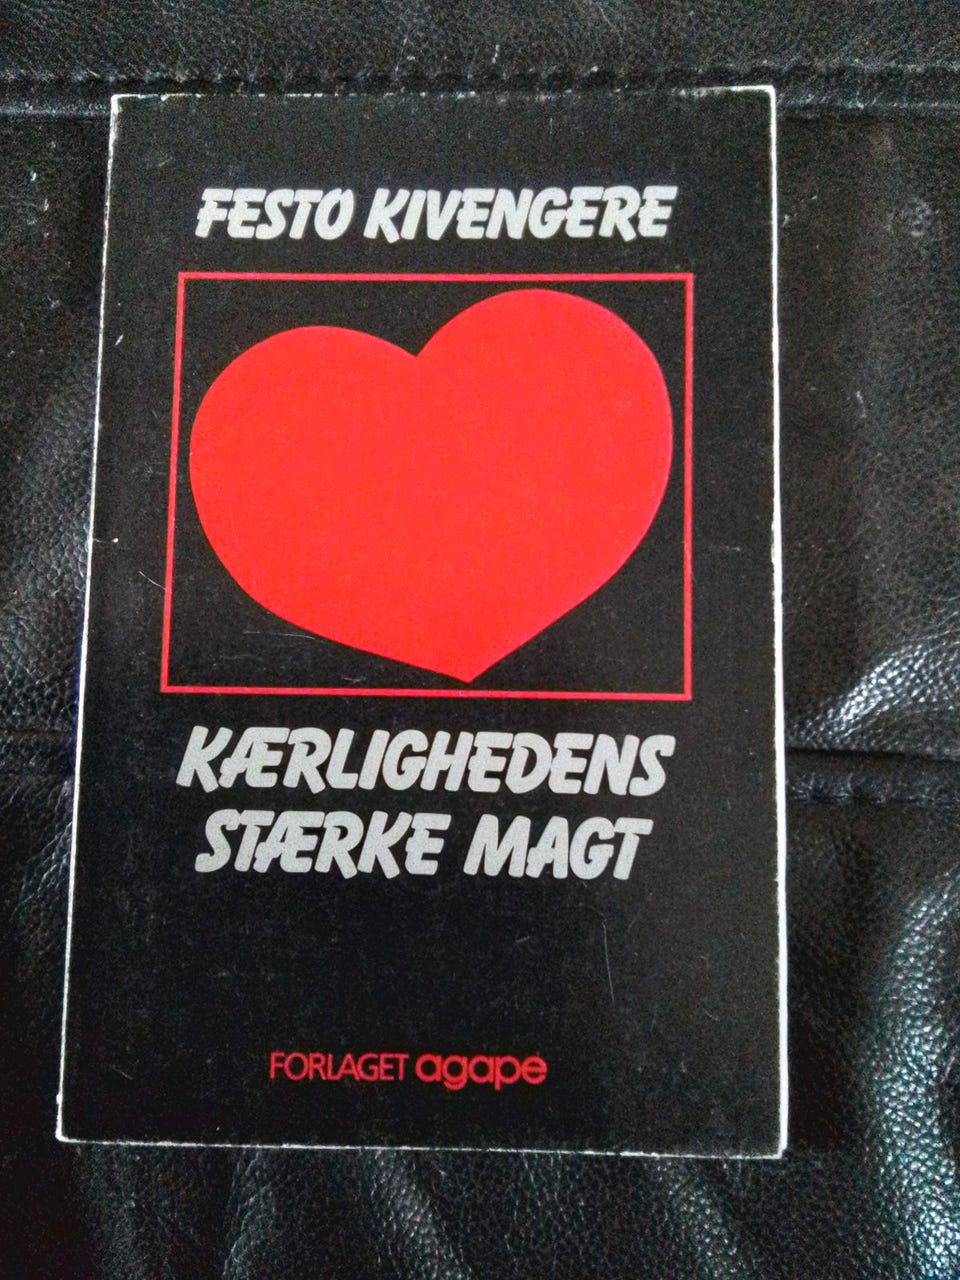 FESTO KIVENGERE
KÆRLIGHEDENS
STÆRKE MAGT
FORLAGET agape